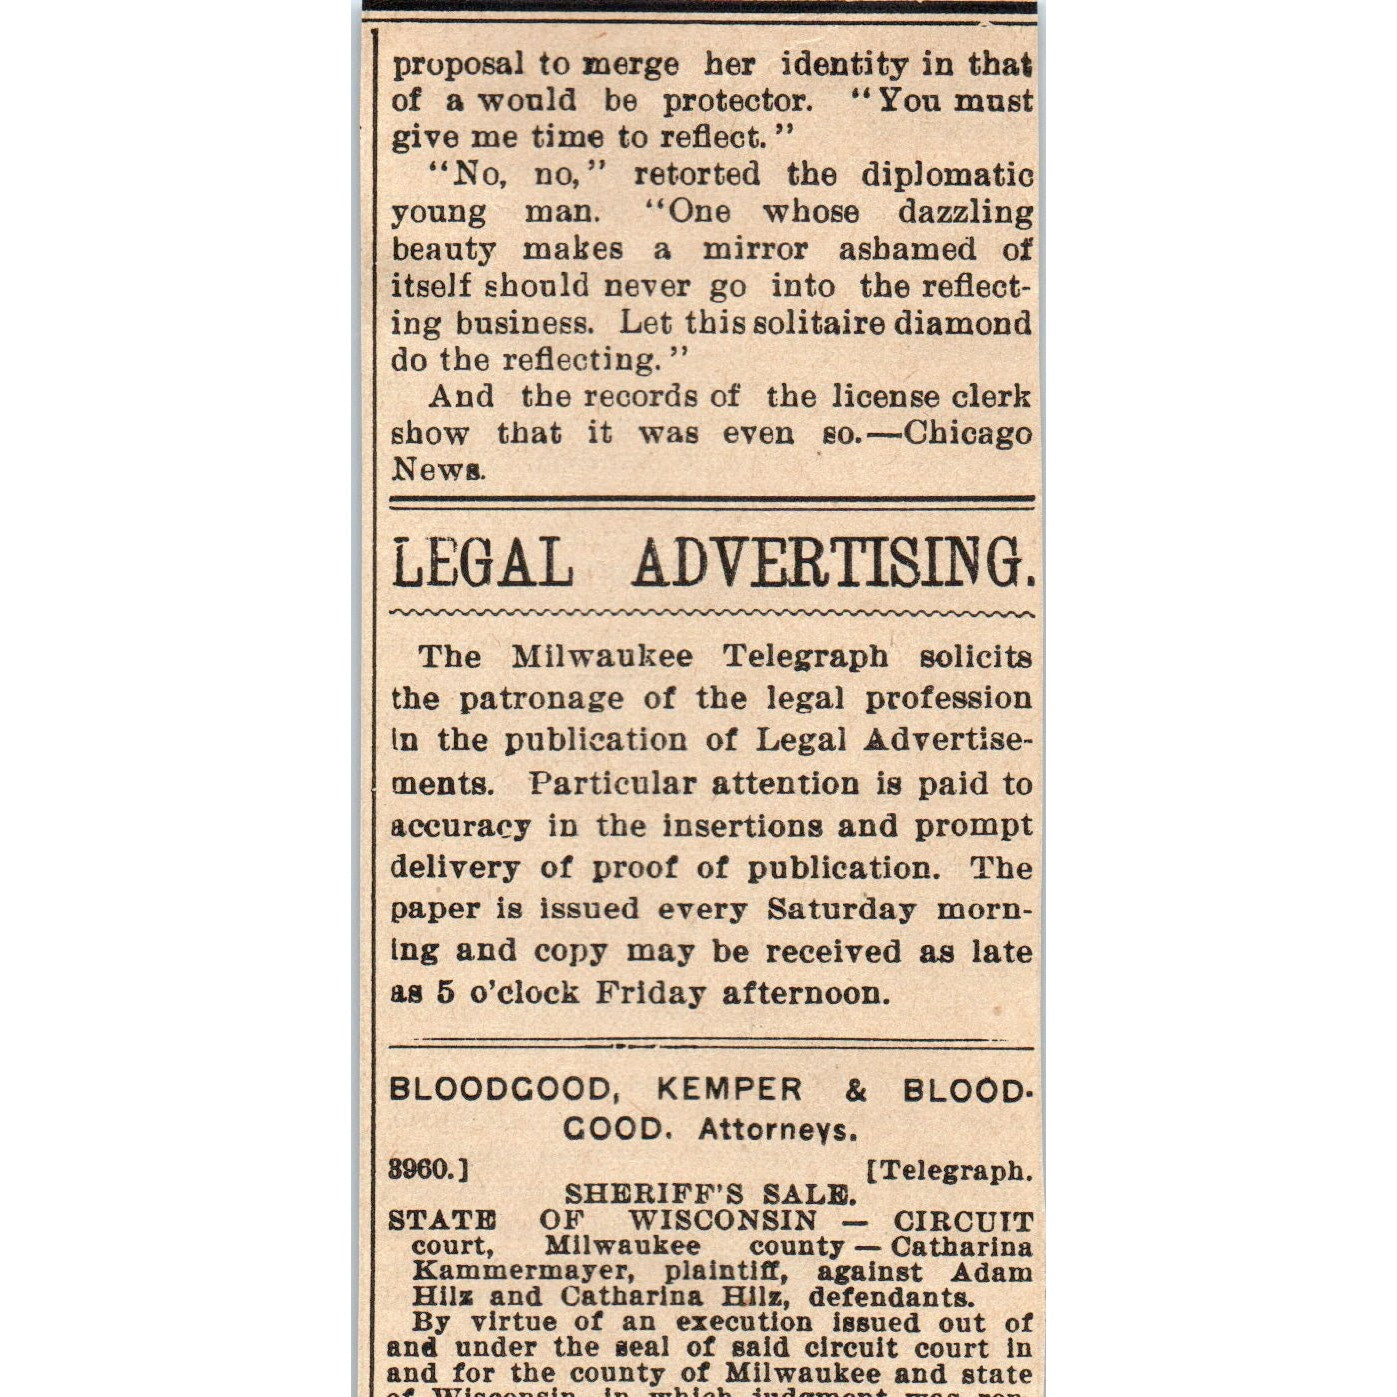 proposal to merge her identity in that
of a would be protector. "You must
give me time to reflect."
"No, no," retorted the diplomatic
young man. "One whose dazzling
beauty makes a mirror ashamed of
itself should never go into the reflect-
ing business. Let this solitaire diamond
do the reflecting."
And the records of the license clerk
show that it was even so.—Chicago
News.
LEGAL ADVERTISING.
The Milwaukee Telegraph solicits
the patronage of the legal profession
in the publication of Legal Advertise-
ments. Particular attention is paid to
accuracy in the insertions and prompt
delivery of proof of publication. The
paper is issued every Saturday morn-
ing and copy may be received as late
as 5 o'clock Friday afternoon.
BLOODGOOD, KEMPER & BLOOD-
GOOD. Attorneys.
3960.] [Telegraph.
SHERIFF'S SALE.
STATE OF WISCONSIN — CIRCUIT
court, Milwaukee county — Catharina
Kammermayer, plaintiff, against Adam
Hilz and Catharina Hilz, defendants.
By virtue of an execution issued out of
and under the seal of said circuit court in
and for the county of Milwaukee and state
of Wisconsin, in which judgment was ren-